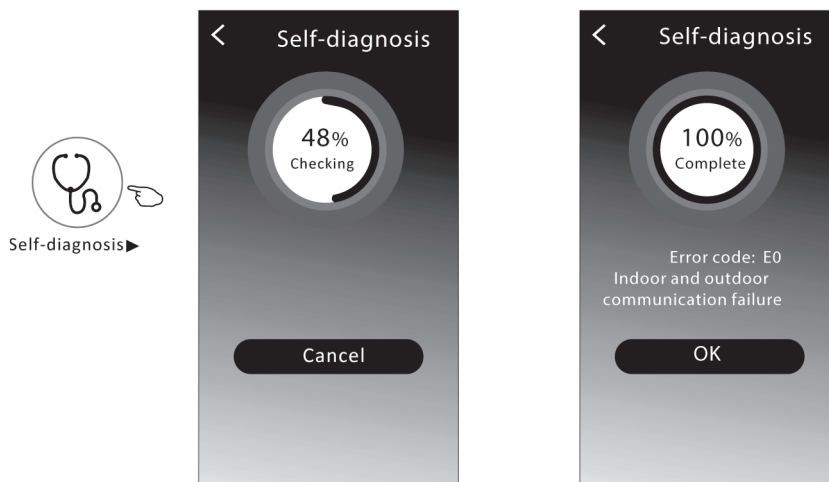 Self-diagnosis▶
Self-diagnosis
48%
Checking
Cancel
Self-diagnosis
100%
Complete
Error code: E0
Indoor and outdoor
communication failure
OK